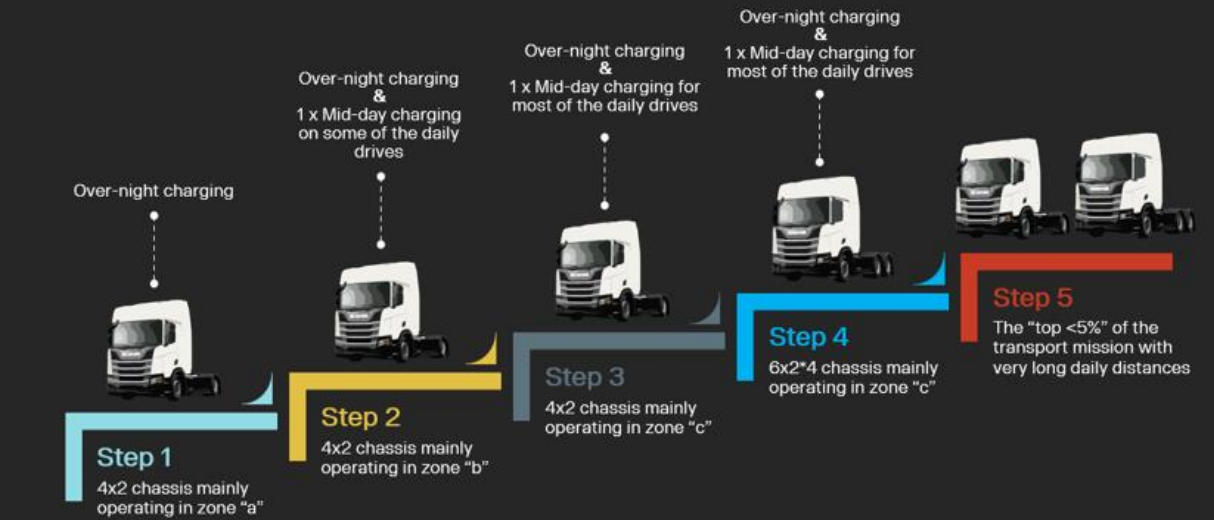 Over-night charging
Step 1
4x2 chassis mainly
operating in zone “a”
Over-night charging
&
1 x Mid-day charging
on some of the daily
drives
Step 2
4x2 chassis mainly
operating in zone “b”
Over-night charging
&
1 x Mid-day charging for
most of the daily drives
Step 3
4x2 chassis mainly
operating in zone “c”
Over-night charging
&
1 x Mid-day charging for
most of the daily drives
Step 4
6x2*4 chassis mainly
operating in zone “c”
Step 5
The “top <5%” of the
transport mission with
very long daily distances